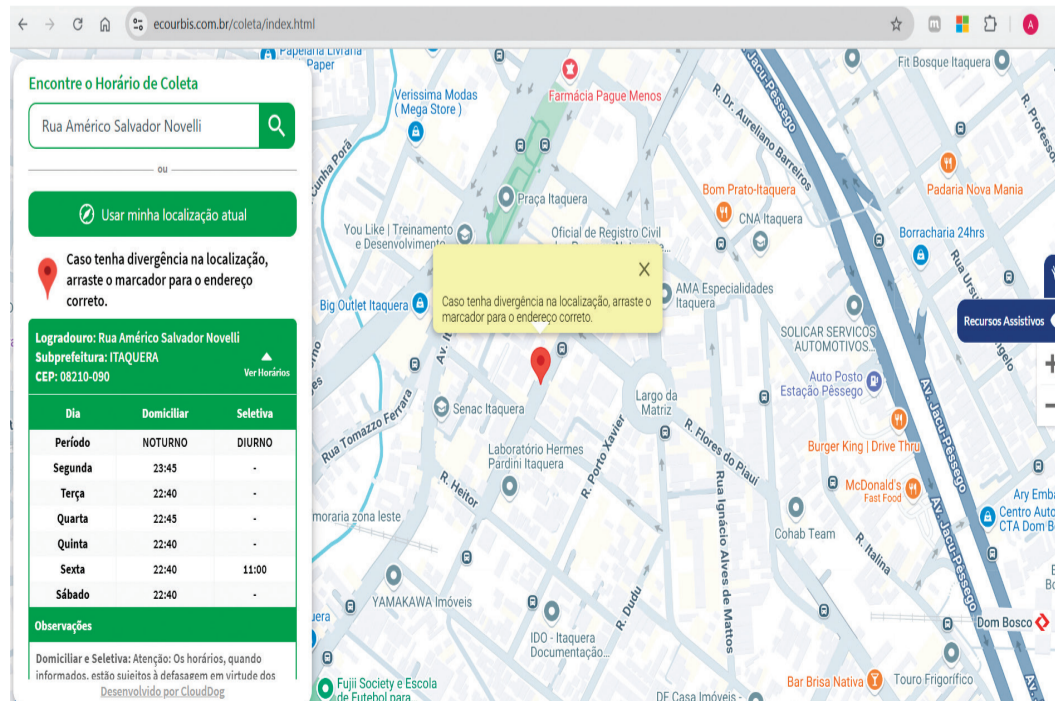 ecourbis.com.br/coleta/index.html
A
Encontre o Horário de Coleta
Rua Américo Salvador Novelli
ou
Usar minha localização atual
Caso tenha divergência na localização,
arraste o marcador para o endereço
correto.
Logradouro: Rua Américo Salvador Novelli
Subprefeitura: ITAQUERA
CEP: 08210-090
Ver Horários
Dia Domiciliar Seletiva
Período NOTURNO DIURNO
Segunda 23:45 -
Terça 22:40 -
Quarta 22:45 -
Quinta 22:40 -
Sexta 22:40 11:00
Sábado 22:40 -
Observações
Domiciliar e Seletiva: Atenção: Os horários, quando
informados, estão sujeitos à defasagem em virtude dos
Desenvolvido por CloudDog
Papelaria Livraria
Paper
Verissima Modas
( Mega Store )
Farmácia Pague Menos
Fit Bosque Itaquera
Av. Jacu-Pêssego
R. Dr. Aureliano Barreiros
R. Professo
Cunha Porã
Praça Itaquera
Bom Prato-Itaquera
Padaria Nova Mania
You Like | Treinamento
e Desenvolvimento
Oficial de Registro Civil
CNA Itaquera
Borracharia 24hrs
X
Caso tenha divergência na localização, arraste o
marcador para o endereço correto.
Big Outlet Itaquera
AMA Especialidades
Itaquera
Recursos Assistivos
SOLICAR SERVIÇOS
AUTOMOTIVOS...
Auto Posto
Estação Pêssego
Av. Jacu-Pêssego
Rua Tomazzo Ferrara
Senac Itaquera
Largo da
Matriz
Burger King | Drive Thru
Laboratório Hermes
Pardini Itaquera
R. Porto Xavier
R. Flores do Piauí
R. Heitor
McDonald's
Fast Food
Ary Emba
Centro Auto
CTA Dom B
moraria zona leste
Rua Ignácio Alves de Mattos
Cohab Team
R. Italina
Av. Jacu-Pêssego
YAMAKAWA Imóveis
R. Dudu
IDO - Itaquera
Documentação...
Dom Bosco
Fujii Society e Escola
de Futebol para
Bar Brisa Nativa
Touro Frigorífico
DF Casa Imóveis -